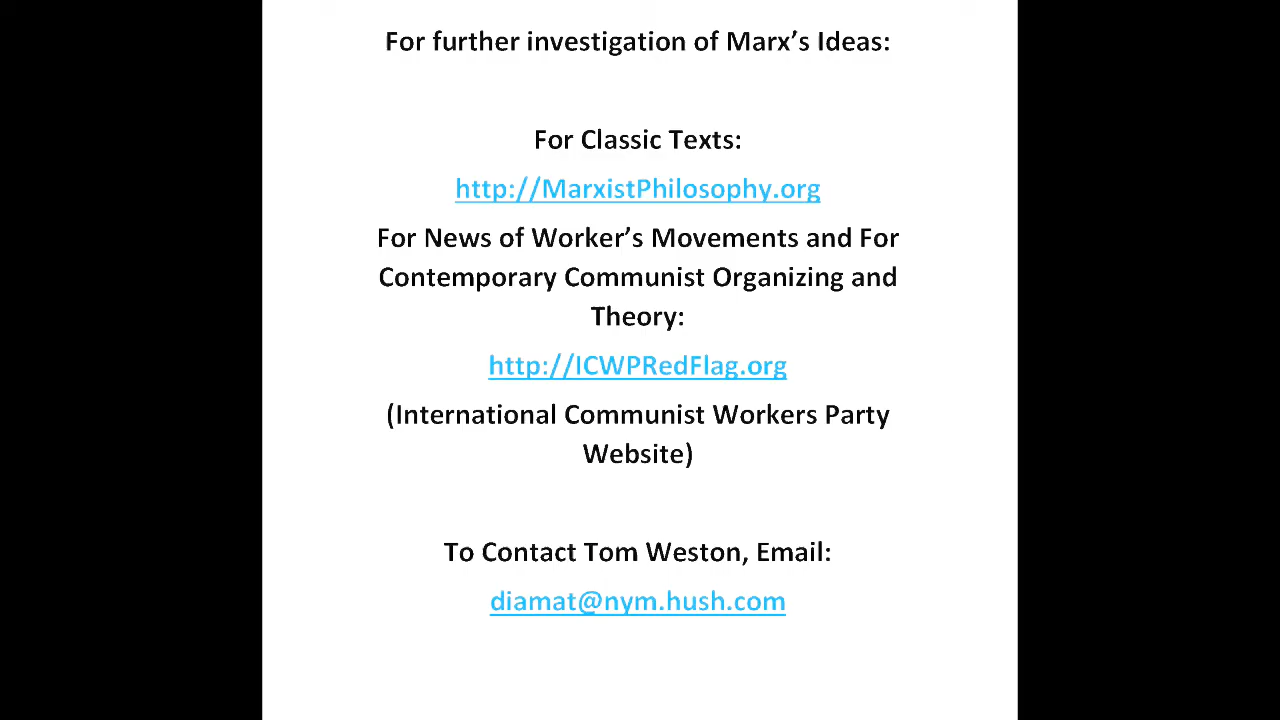 For further investigation of Marx’s Ideas:
For Classic Texts:
http://MarxistPhilosophy.org
For News of Worker’s Movements and For
Contemporary Communist Organizing and
Theory:
http://ICWPRedFlag.org
(International Communist Workers Party
Website)
To Contact Tom Weston, Email:
diamat@nym.hush.com